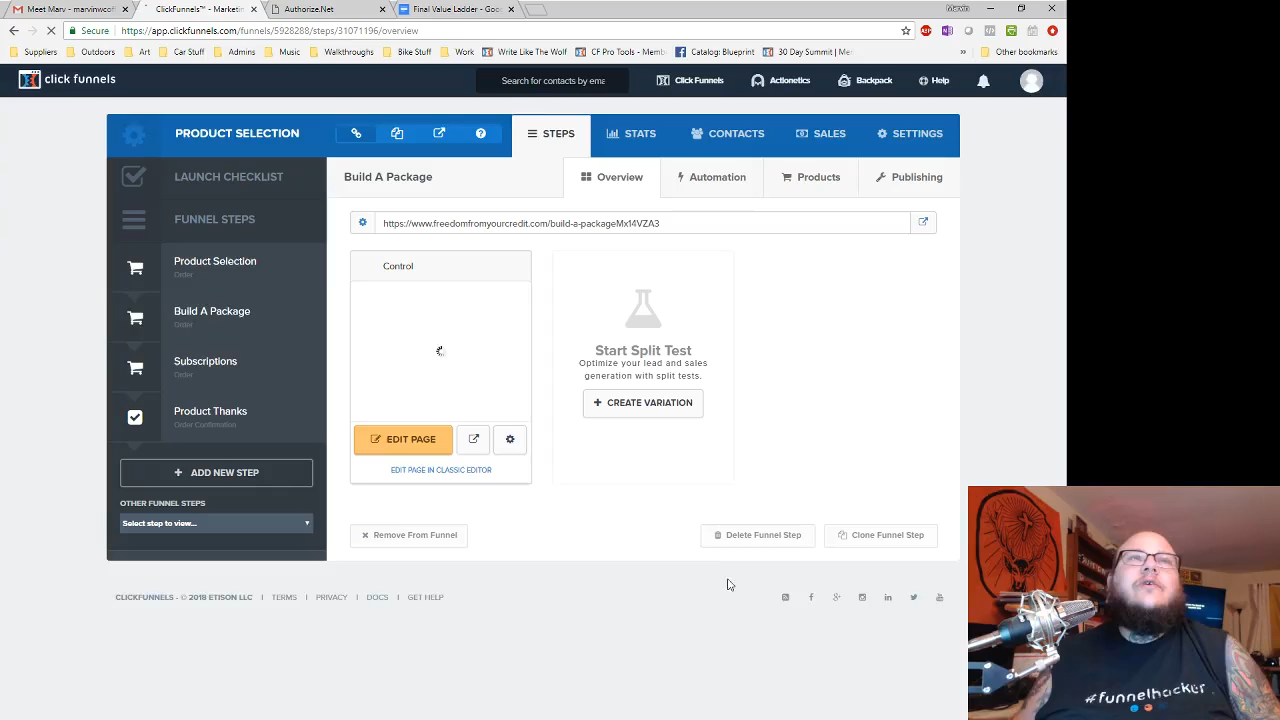 Meet Marv - marvinwcoff
ClickFunnels™ - Marketin
Authorize.Net
Final Value Ladder - Goo
Marvin
Secure
https://app.clickfunnels.com/funnels/5928288/steps/31071196/overview
Suppliers
Outdoors
Art
Car Stuff
Admins
Music
Walkthroughs
Bike Stuff
Work
Write Like The Wolf
CF Pro Tools - Memb
Catalog: Blueprint
30 Day Summit | Me
»
Other bookmarks
click funnels
Search for contacts by ema
Click Funnels
Actionetics
Backpack
Help
PRODUCT SELECTION
STEPS
STATS
CONTACTS
SALES
SETTINGS
LAUNCH CHECKLIST
Build A Package
Overview
Automation
Products
Publishing
FUNNEL STEPS
https://www.freedomfromyourcredit.com/build-a-packageMx14VZA3
Product Selection
Order
Build A Package
Order
Subscriptions
Order
Product Thanks
Order Confirmation
Control
Start Split Test
Optimize your lead and sales
generation with split tests.
CREATE VARIATION
EDIT PAGE
EDIT PAGE IN CLASSIC EDITOR
ADD NEW STEP
OTHER FUNNEL STEPS
Select step to view...
Remove From Funnel
Delete Funnel Step
Clone Funnel Step
CLICKFUNNELS - © 2018 ETISON LLC | TERMS | PRIVACY | DOCS | GET HELP
#funnelhacker